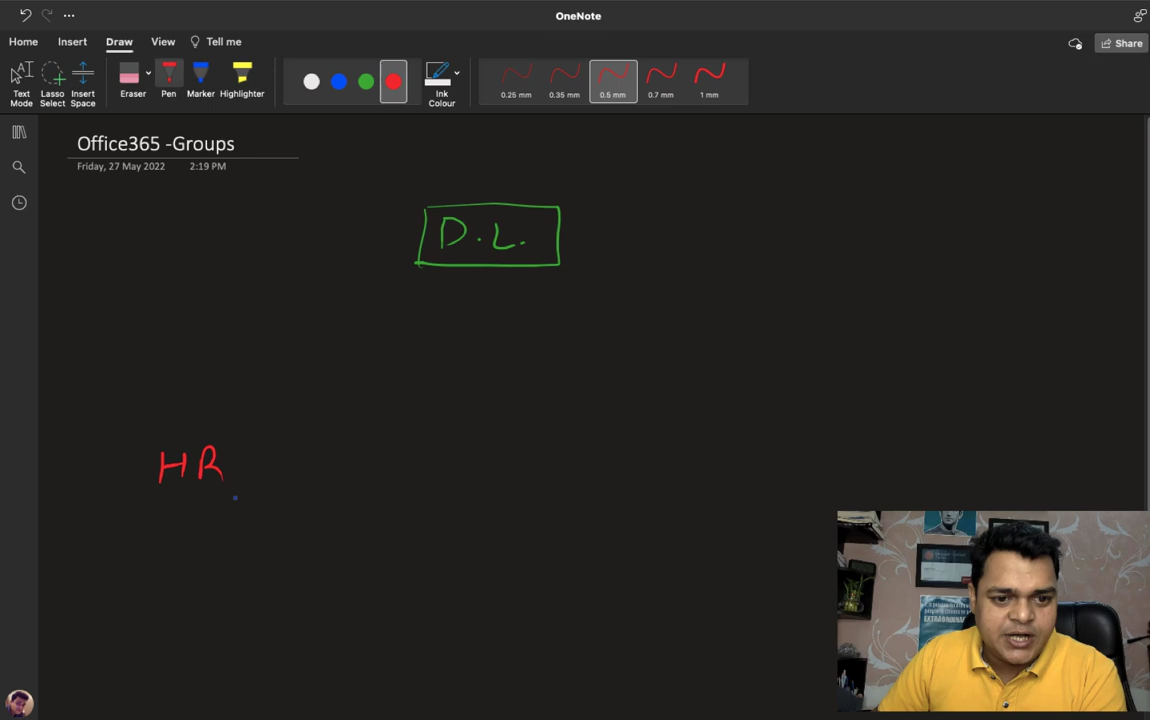 OneNote
Home Insert Draw View Tell me
Share
Text Mode
Lasso Select
Insert Space
Eraser
Pen
Marker
Highlighter
Ink Colour
0.25 mm
0.35 mm
0.5 mm
0.7 mm
1 mm
Office365 -Groups
Friday, 27 May 2022 2:19 PM
D.L.
HR
EXTRAORDINAR